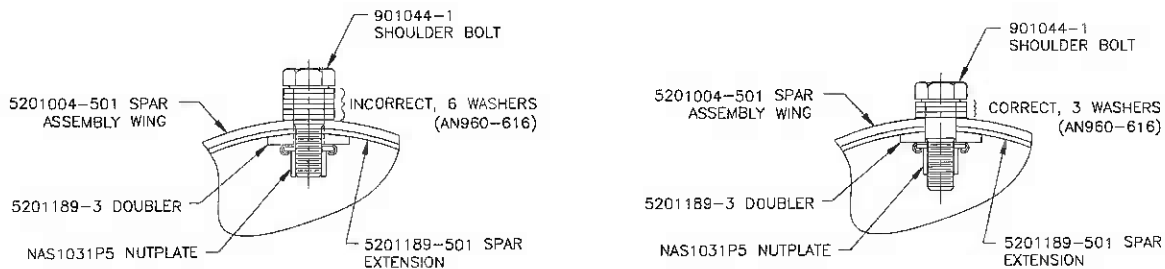 901044-1
SHOULDER BOLT
5201004-501 SPAR
ASSEMBLY WING
INCORRECT, 6 WASHERS
(AN960-616)
5201189-3 DOUBLER
NAS1031P5 NUTPLATE
5201189-501 SPAR
EXTENSION
901044-1
SHOULDER BOLT
5201004-501 SPAR
ASSEMBLY WING
CORRECT, 3 WASHERS
(AN960-616)
5201189-3 DOUBLER
NAS1031P5 NUTPLATE
5201189-501 SPAR
EXTENSION